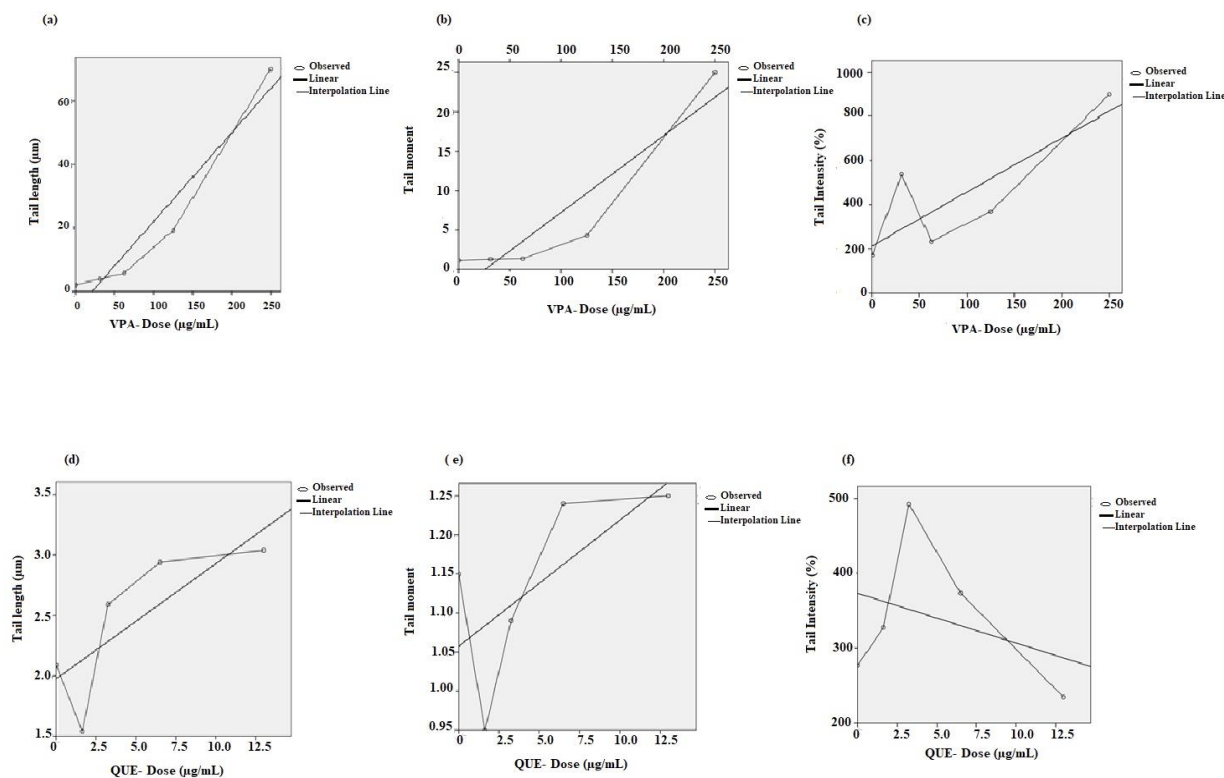 (a)
60
40
20
0
0 50 100 150 200 250
Tail length (µm)
VPA- Dose (µg/mL)
Observed
Linear
Interpolation Line
(b)
0 50 100 150 200 250
25
20
15
10
5
0
0 50 100 150 200 250
Tail moment
VPA- Dose (µg/mL)
Observed
Linear
Interpolation Line
(c)
1000
800
600
400
200
0
0 50 100 150 200 250
Tail Intensity (%)
VPA- Dose (µg/mL)
Observed
Linear
Interpolation Line
(d)
3.5
3.0
2.5
2.0
1.5
0 2.5 5.0 7.5 10.0 12.5
Tail length (µm)
QUE- Dose (µg/mL)
Observed
Linear
Interpolation Line
( e)
1.25
1.20
1.15
1.10
1.05
1.00
0.95
0 2.5 5.0 7.5 10.0 12.5
Tail moment
QUE- Dose (µg/mL)
Observed
Linear
Interpolation Line
(f)
500
400
300
200
0 2.5 5.0 7.5 10.0 12.5
Tail Intensity (%)
QUE- Dose (µg/mL)
Observed
Linear
Interpolation Line